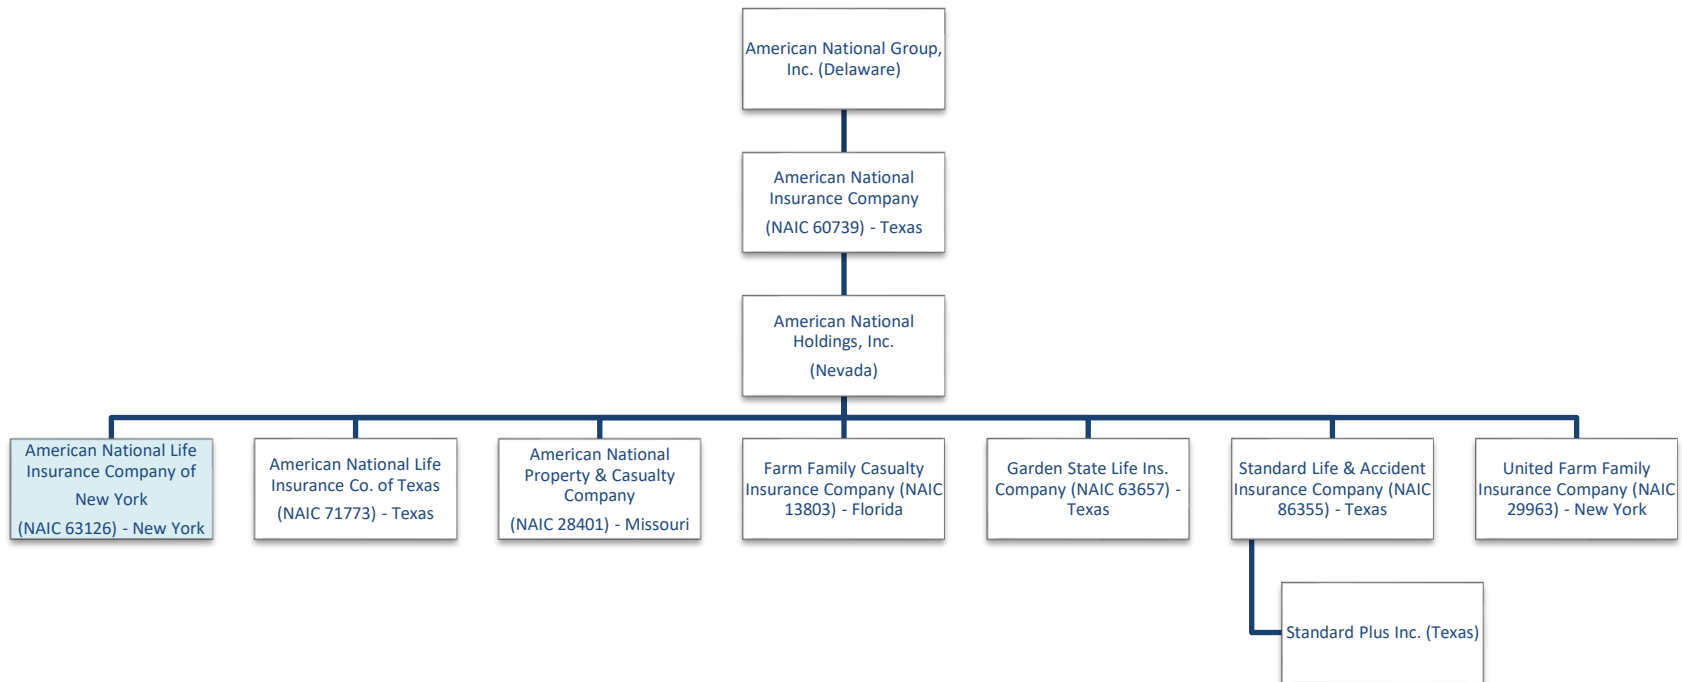 American National Group,
Inc. (Delaware)
American National
Insurance Company
(NAIC 60739) - Texas
American National
Holdings, Inc.
(Nevada)
American National Life
Insurance Company of
New York
(NAIC 63126) - New York
American National Life
Insurance Co. of Texas
(NAIC 71773) - Texas
American National
Property & Casualty
Company
(NAIC 28401) - Missouri
Farm Family Casualty
Insurance Company (NAIC
13803) - Florida
Garden State Life Ins.
Company (NAIC 63657) -
Texas
Standard Life & Accident
Insurance Company (NAIC
86355) - Texas
United Farm Family
Insurance Company (NAIC
29963) - New York
Standard Plus Inc. (Texas)